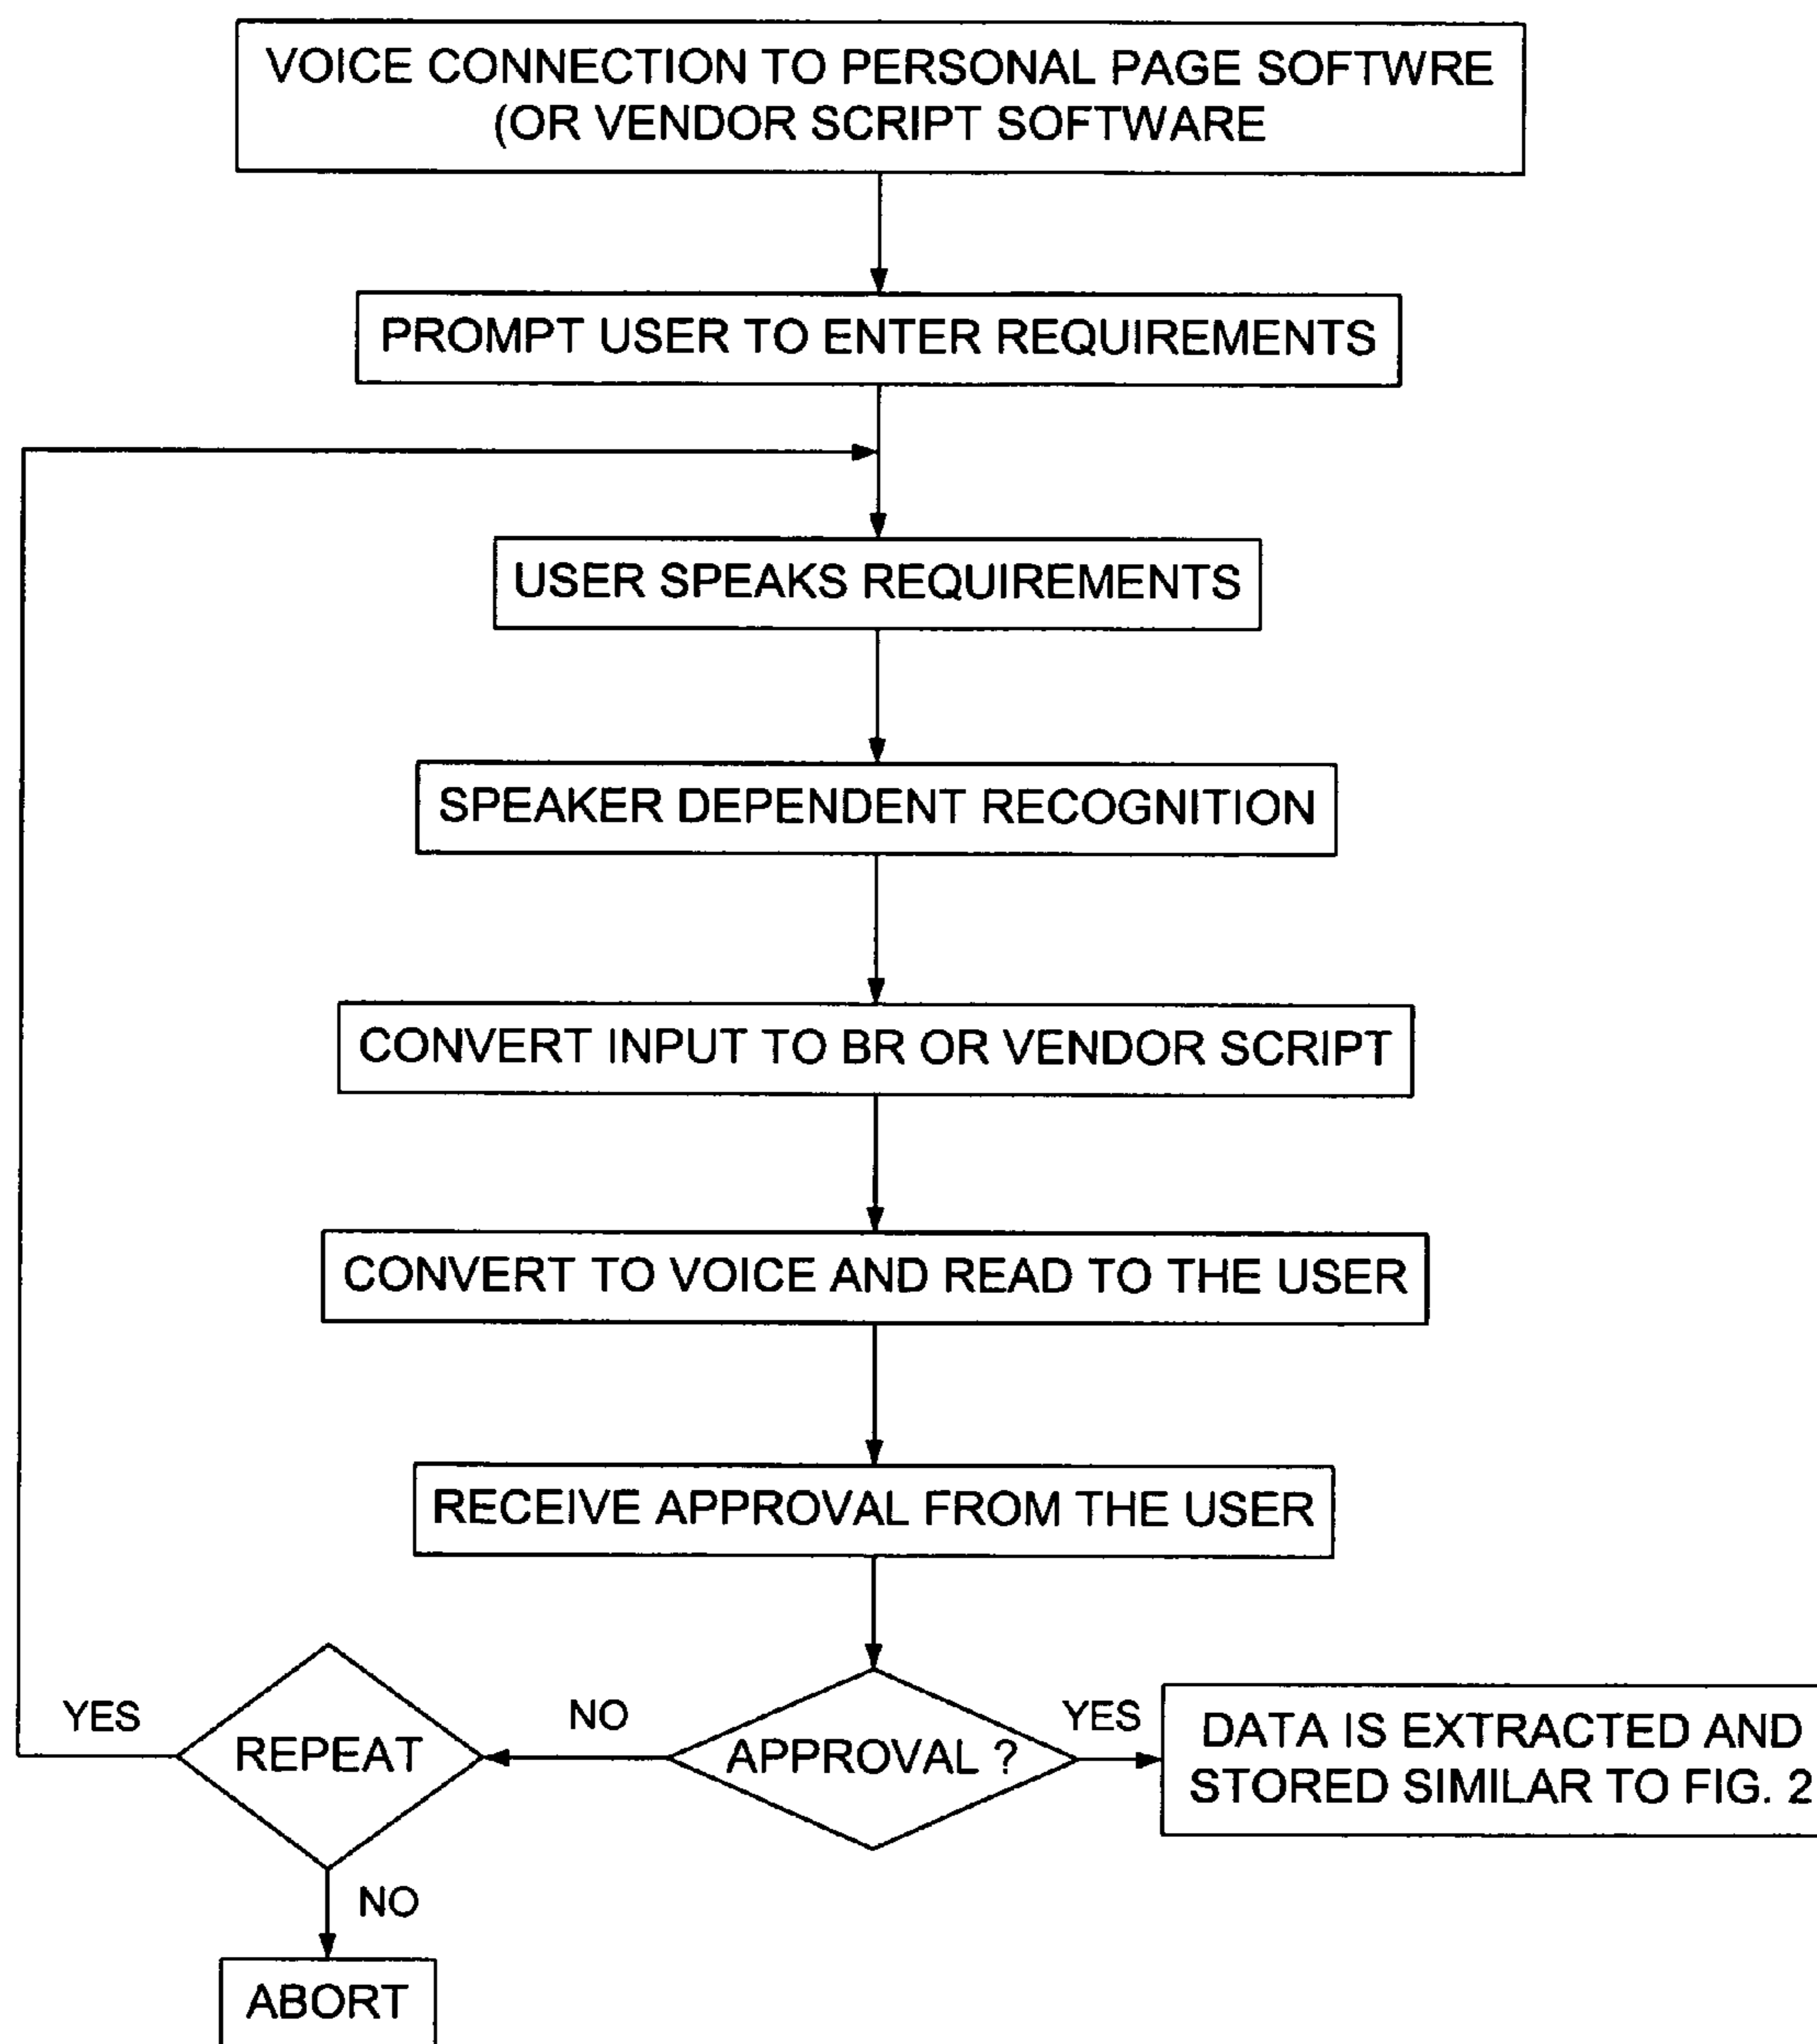 VOICE CONNECTION TO PERSONAL PAGE SOFTWRE
(OR VENDOR SCRIPT SOFTWARE
PROMPT USER TO ENTER REQUIREMENTS
USER SPEAKS REQUIREMENTS
SPEAKER DEPENDENT RECOGNITION
CONVERT INPUT TO BR OR VENDOR SCRIPT
CONVERT TO VOICE AND READ TO THE USER
RECEIVE APPROVAL FROM THE USER
YES
REPEAT
NO
APPROVAL ?
YES
DATA IS EXTRACTED AND
STORED SIMILAR TO FIG. 2
NO
ABORT